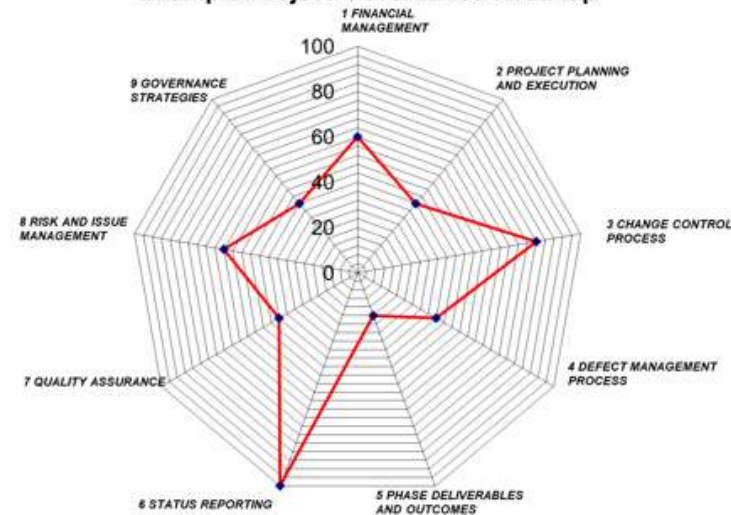 1 FINANCIAL
MANAGEMENT
100
2 PROJECT PLANNING
AND EXECUTION
9 GOVERNANCE
STRATEGIES
80
60
40
20
0
8 RISK AND ISSUE
MANAGEMENT
3 CHANGE CONTROL
PROCESS
7 QUALITY ASSURANCE
4 DEFECT MANAGEMENT
PROCESS
6 STATUS REPORTING
5 PHASE DELIVERABLES
AND OUTCOMES